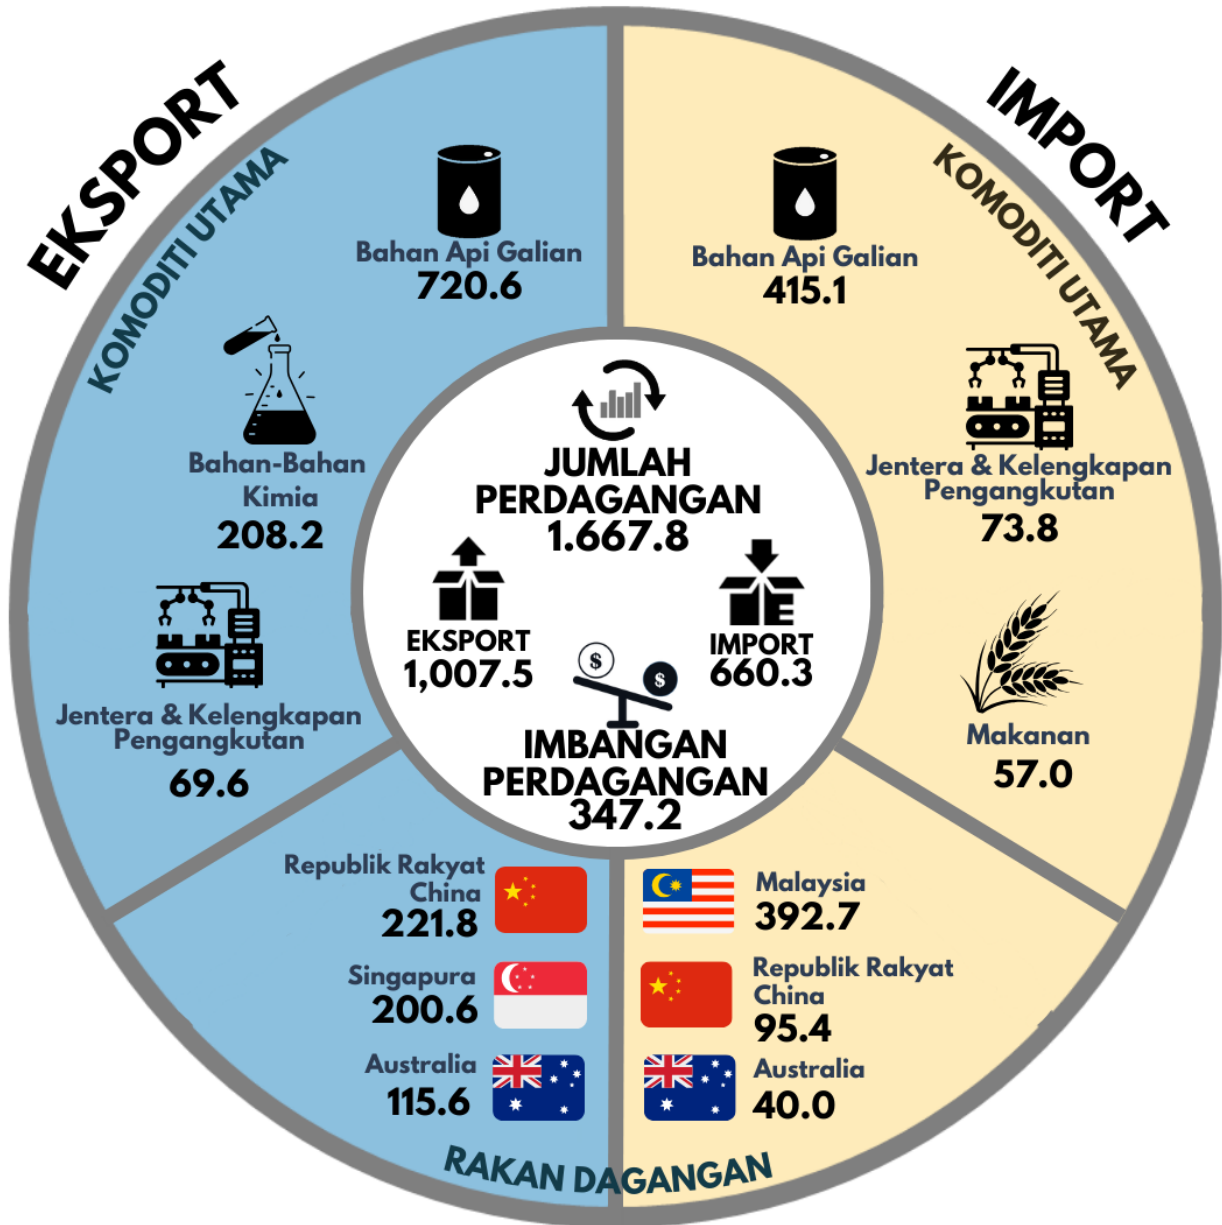 EKSPORT
KOMODITI UTAMA
Bahan Api Galian
720.6
Bahan-Bahan
Kimia
208.2
Jentera & Kelengkapan
Pengangkutan
69.6
IMPORT
KOMODITI UTAMA
Bahan Api Galian
415.1
Jentera & Kelengkapan
Pengangkutan
73.8
Makanan
57.0
JUMLAH
PERDAGANGAN
1.667.8
EKSPORT
1,007.5
IMPORT
660.3
$
$
IMBANGAN
PERDAGANGAN
347.2
Republik Rakyat
China
221.8
Singapura
200.6
Australia
115.6
Malaysia
392.7
Republik Rakyat
China
95.4
Australia
40.0
RAKAN DAGANGAN